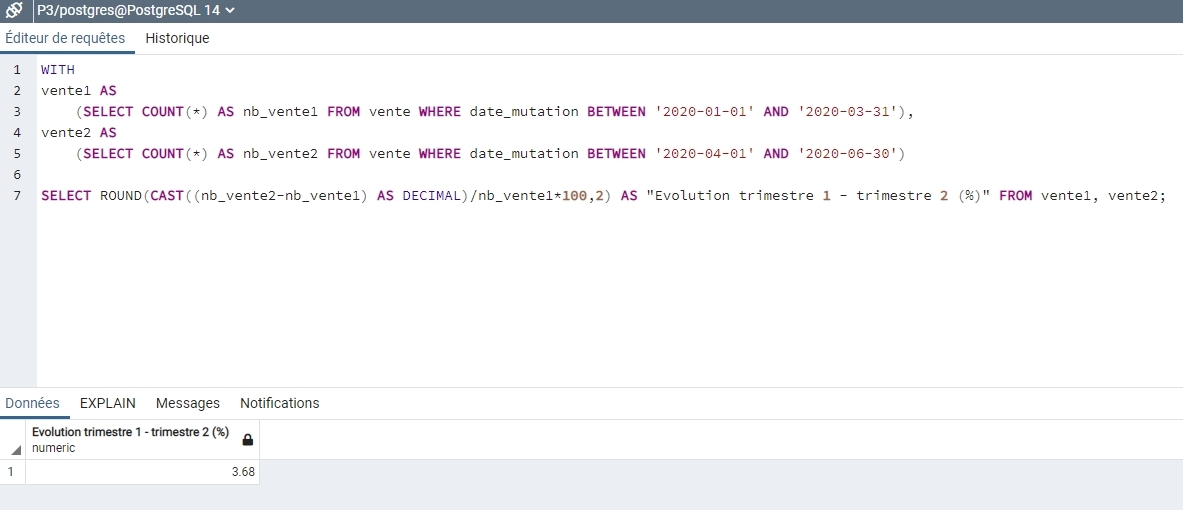 P3/postgres@PostgreSQL 14
Éditeur de requêtes Historique
1 WITH
2 vente1 AS
3 (SELECT COUNT(*) AS nb_vente1 FROM vente WHERE date_mutation BETWEEN '2020-01-01' AND '2020-03-31'),
4 vente2 AS
5 (SELECT COUNT(*) AS nb_vente2 FROM vente WHERE date_mutation BETWEEN '2020-04-01' AND '2020-06-30')
6
7 SELECT ROUND(CAST((nb_vente2-nb_vente1) AS DECIMAL)/nb_vente1*100,2) AS "Evolution trimestre 1 - trimestre 2 (%)" FROM vente1, vente2;
Données EXPLAIN Messages Notifications
Evolution trimestre 1 - trimestre 2 (%)
numeric
1 3.68